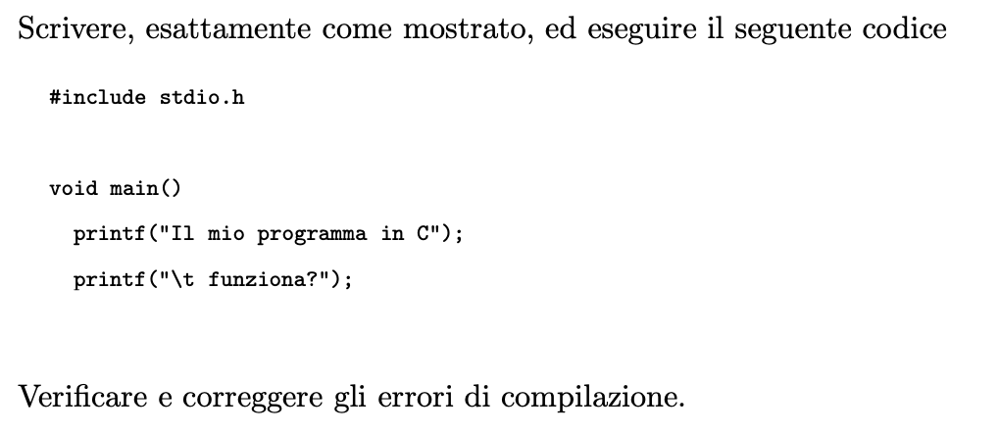 Scrivere, esattamente come mostrato, ed eseguire il seguente codice
#include stdio.h
void main()
printf("Il mio programma in C");
printf("\t funziona?");
Verificare e correggere gli errori di compilazione.